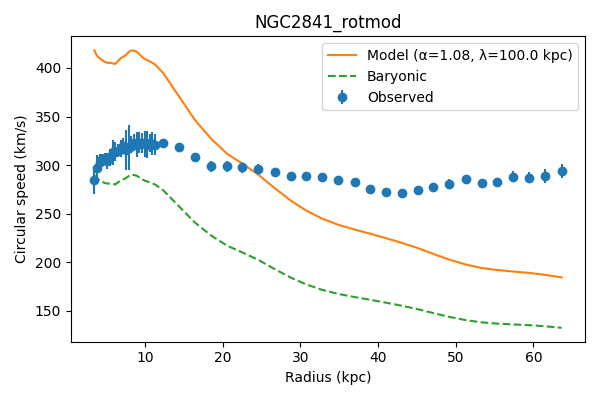 NGC2841_rotmod
Model (α=1.08, λ=100.0 kpc)
Baryonic
Observed
Circular speed (km/s)
400
350
300
250
200
150
10
20
30
40
50
60
Radius (kpc)